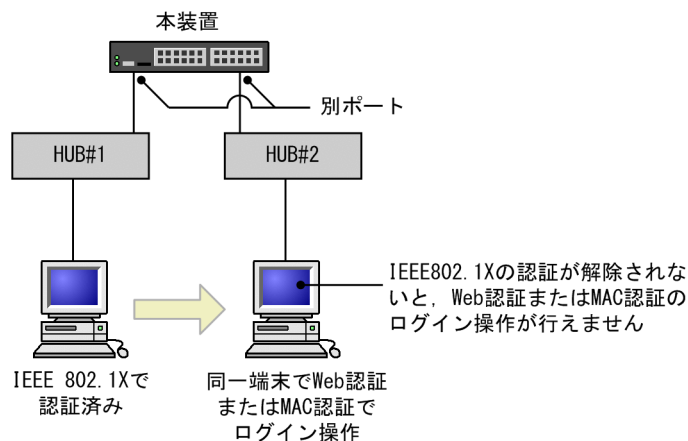 本装置
別ポート
HUB#1
HUB#2
IEEE802.1Xの認証が解除されな
いと，Web認証またはMAC認証の
ログイン操作が行えません
IEEE 802.1Xで
認証済み
同一端末でWeb認証
またはMAC認証で
ログイン操作